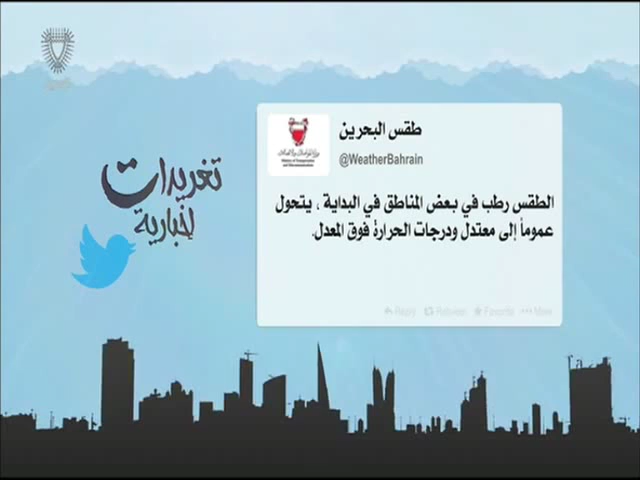 تغريدات
إخبارية
طقس البحرين
@WeatherBahrain
الطقس رطب في بعض المناطق في البداية ، يتحول
عموماً إلى معتدل ودرجات الحرارة فوق المعدل.
Reply Retweet Favorite More